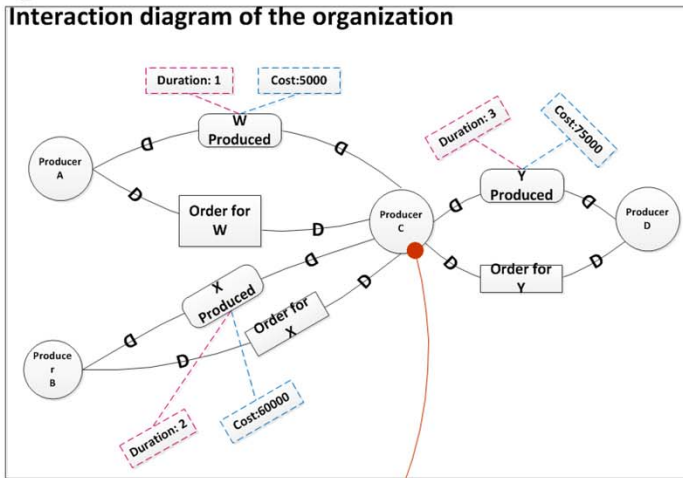 Interaction diagram of the organization
Duration: 1
Cost:5000
W
Produced
D
D
Producer
A
D
Order for
W
D
Duration: 3
Cost:75000
Y
Produced
D
D
Producer
C
Producer
D
D
Order for
Y
D
X
Produced
D
D
Order for
X
D
D
Produce
r
B
Duration: 2
Cost:60000